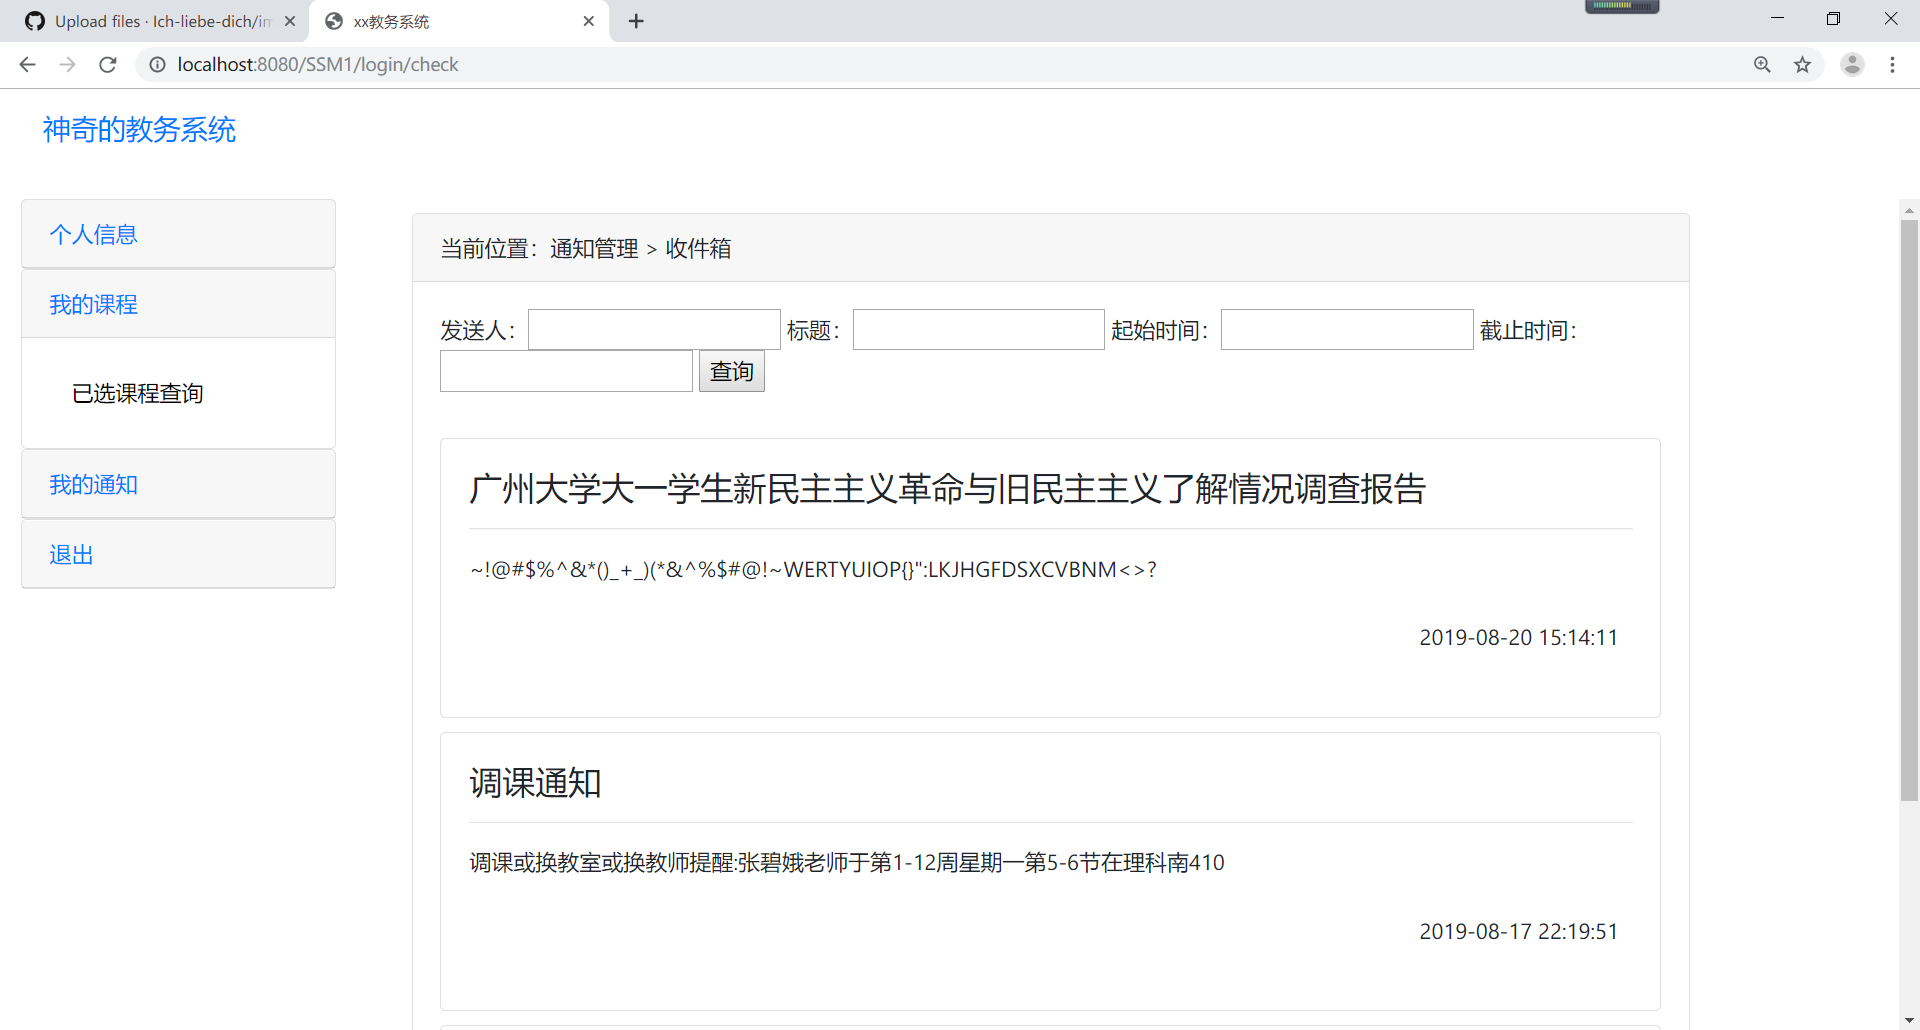 Upload files · Ich-liebe-dich/im
xx教务系统
localhost:8080/SSM1/login/check
神奇的教务系统
个人信息
我的课程
已选课程查询
我的通知
退出
当前位置：通知管理 > 收件箱
发送人： 标题： 起始时间： 截止时间：
查询
广州大学大一学生新民主主义革命与旧民主主义了解情况调查报告
~!@#$%^&*()_+_)(*&^%$#@!~WERTYUIOP{}":LKJHGFDSXCVBNM<>?
2019-08-20 15:14:11
调课通知
调课或换教室或换教师提醒:张碧娥老师于第1-12周星期一第5-6节在理科南410
2019-08-17 22:19:51